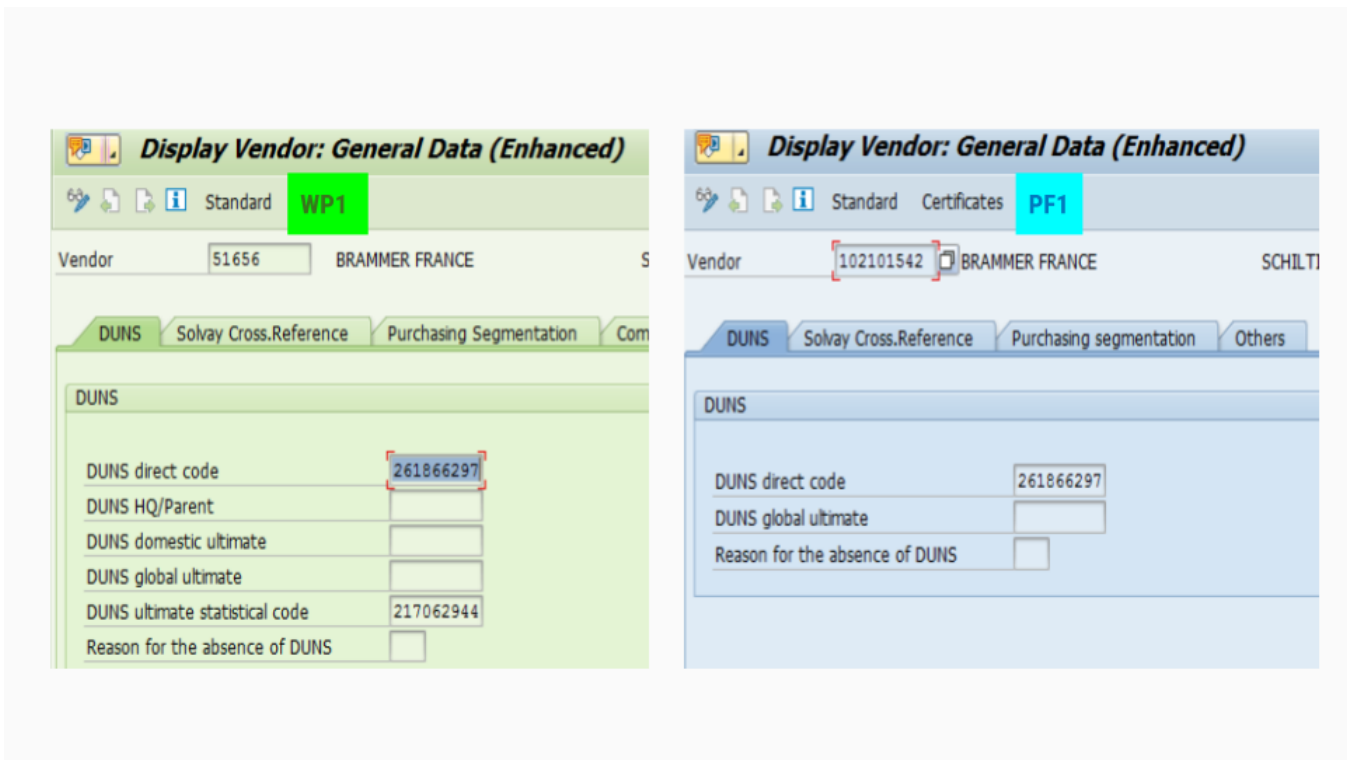 Display Vendor: General Data (Enhanced)
Standard WP1
Vendor 51656 BRAMMER FRANCE S
DUNS Solvay Cross.Reference Purchasing Segmentation Com
DUNS
DUNS direct code 261866297
DUNS HQ/Parent
DUNS domestic ultimate
DUNS global ultimate
DUNS ultimate statistical code 217062944
Reason for the absence of DUNS
Display Vendor: General Data (Enhanced)
Standard Certificates PF1
Vendor 102101542 BRAMMER FRANCE SCHILTI
DUNS Solvay Cross.Reference Purchasing segmentation Others
DUNS
DUNS direct code 261866297
DUNS global ultimate
Reason for the absence of DUNS